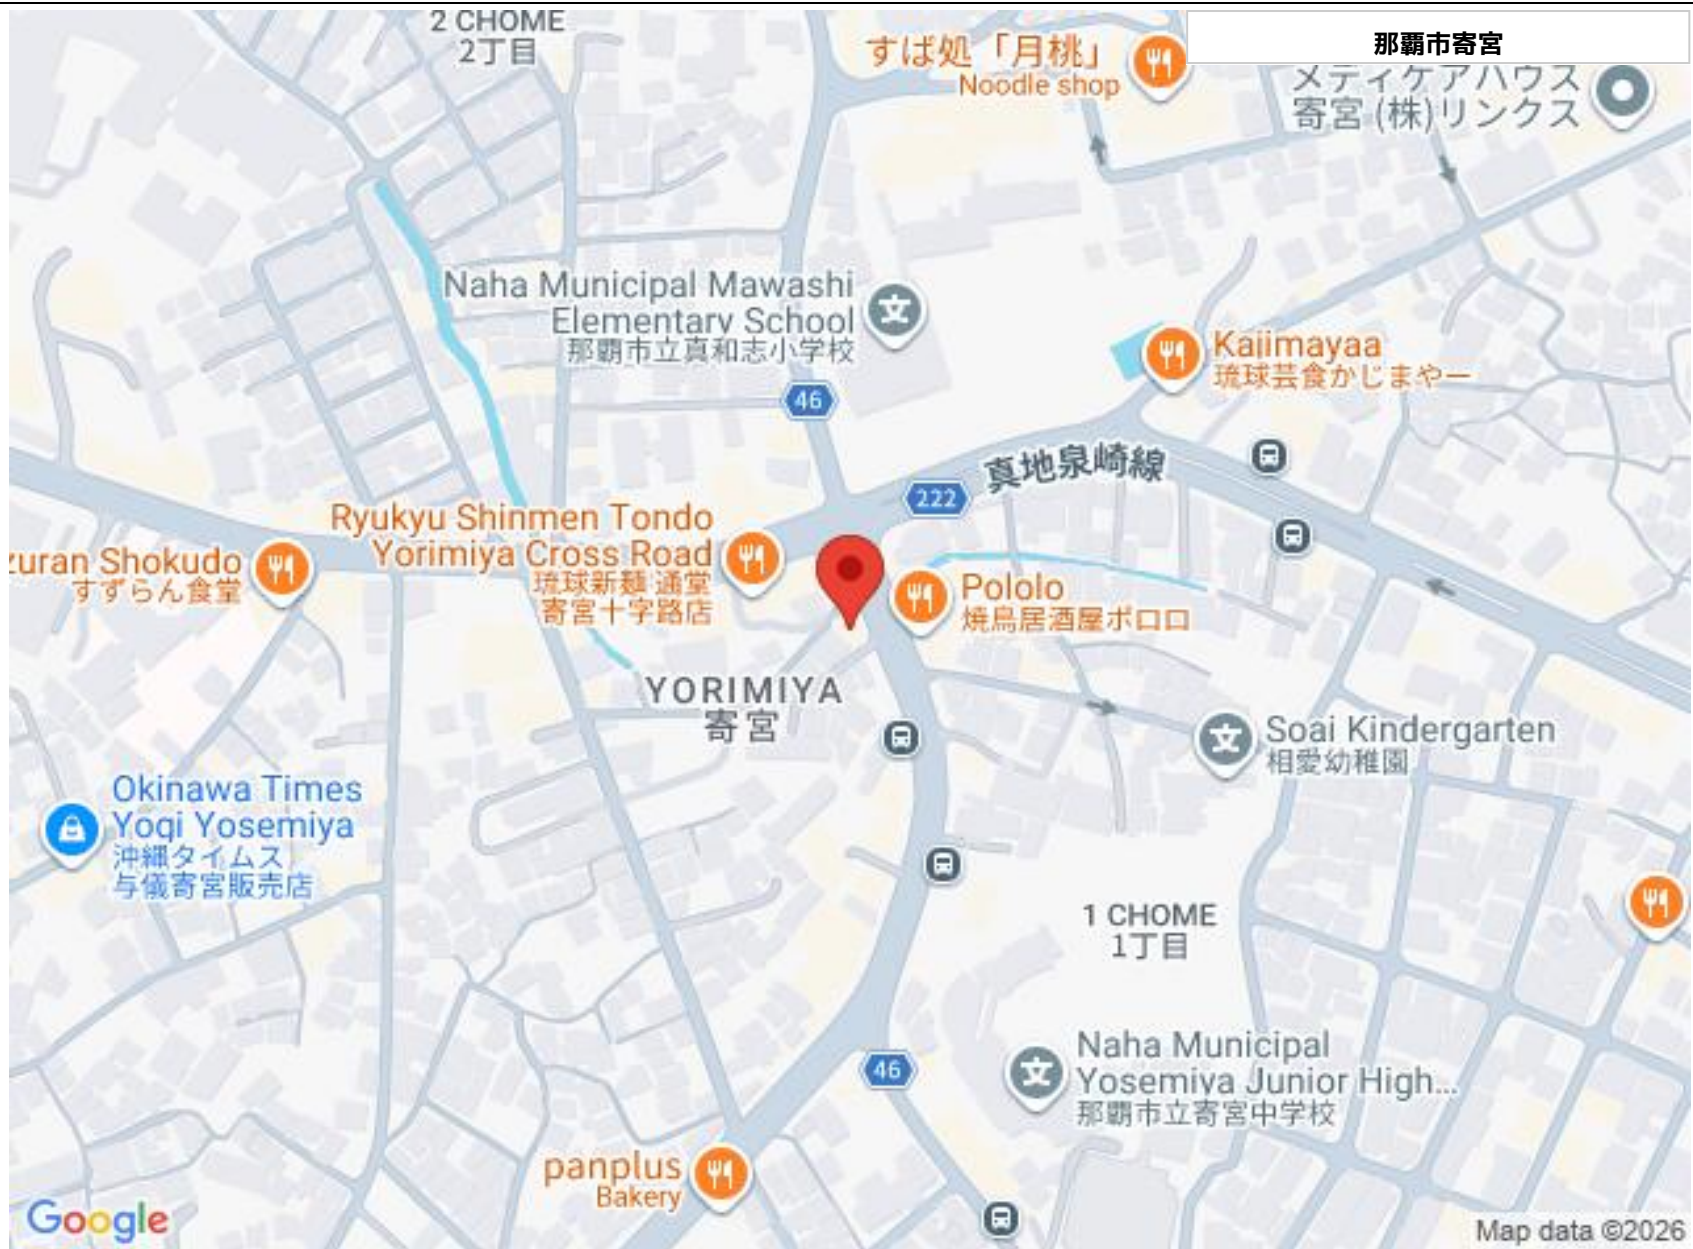 那覇市寄宮
2 CHOME
2丁目
すば処「月桃」
Noodle shop
メディケアハウス
寄宮 (株)リンクス
Naha Municipal Mawashi
Elementary School
那覇市立真和志小学校
46
Kajimayaa
琉球芸食かじまやー
真地泉崎線
222
Ryukyu Shinmen Tondo
Yorimiya Cross Road
琉球新麺 通堂
寄宮十字路店
zuran Shokudo
すずらん食堂
Pololo
焼鳥居酒屋ポロロ
YORIMIYA
寄宮
Soai Kindergarten
相愛幼稚園
Okinawa Times
Yogi Yosemiya
沖縄タイムス
与儀寄宮販売店
1 CHOME
1丁目
46
Naha Municipal
Yosemiya Junior High...
那覇市立寄宮中学校
panplus
Bakery
Google
Map data ©2026